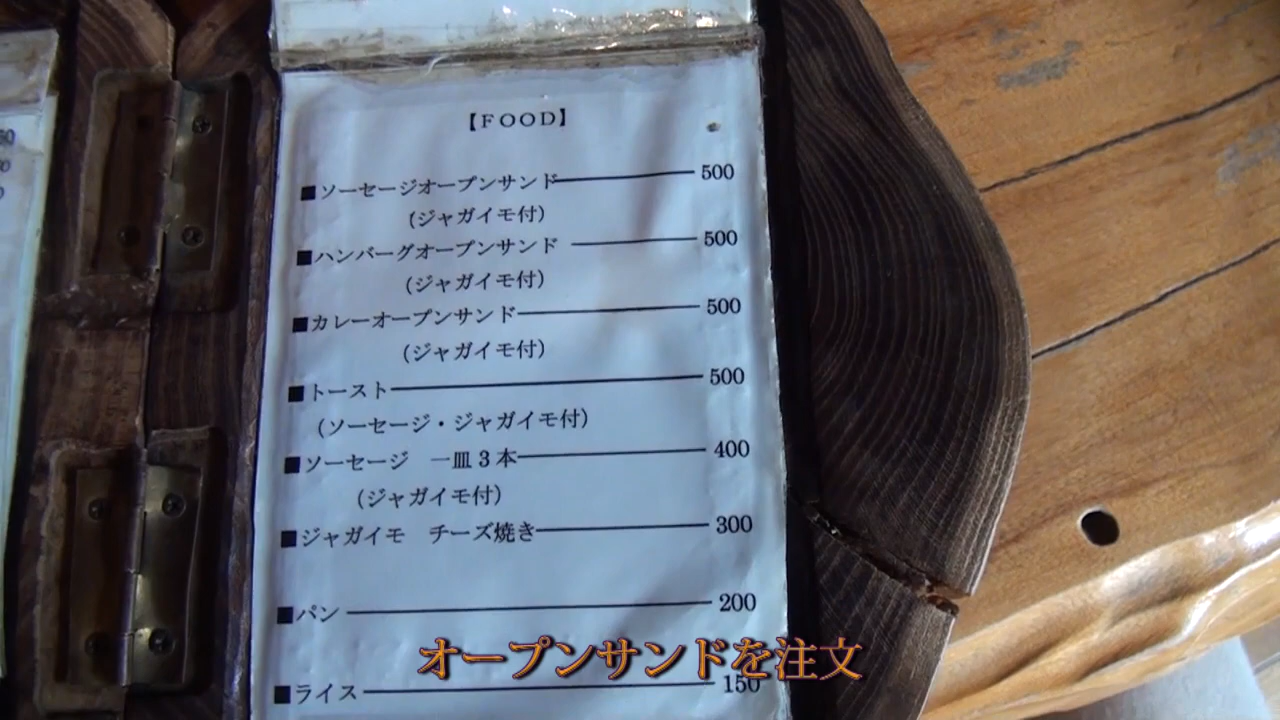 【FOOD】
■ソーセージオープンサンド 500
(ジャガイモ付)
■ハンバーグオープンサンド 500
(ジャガイモ付)
■カレーオープンサンド 500
(ジャガイモ付)
■トースト 500
(ソーセージ・ジャガイモ付)
■ソーセージ 一皿3本 400
(ジャガイモ付)
■ジャガイモ チーズ焼き 300
■パン 200
■ライス 150
オープンサンドを注文